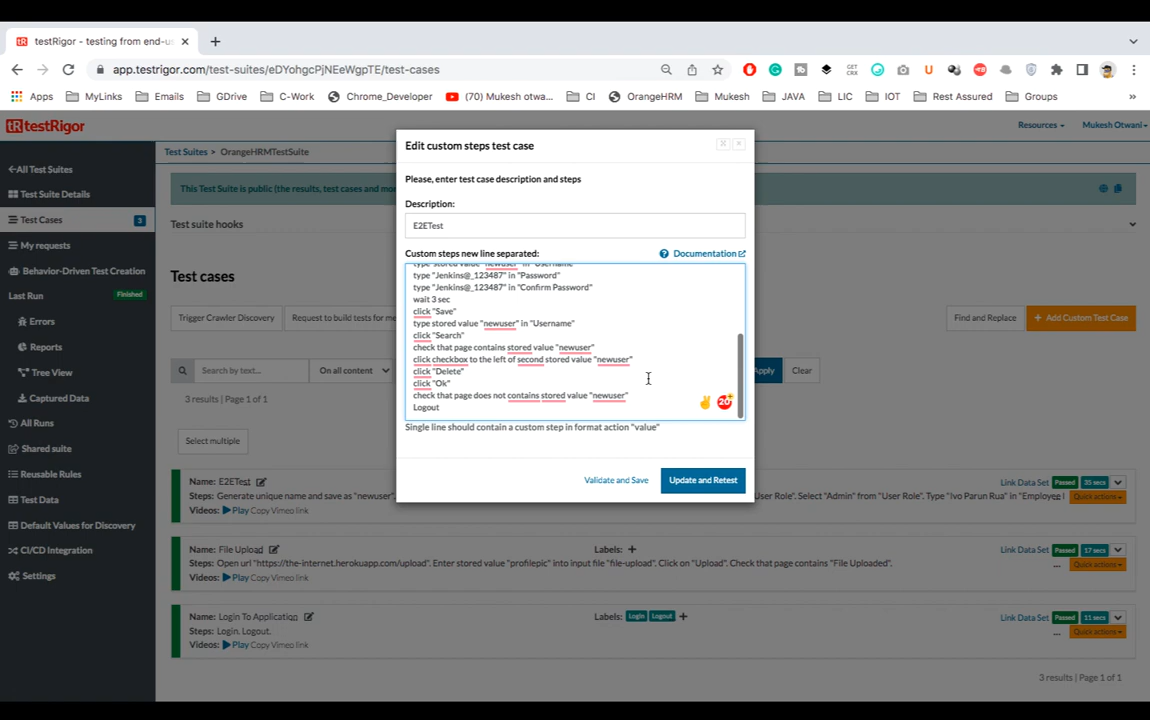 testRigor - testing from end-us
app.testrigor.com/test-suites/eDYohgcPjNEeWgpTE/test-cases
Apps MyLinks Emails GDrive C-Work Chrome_Developer (70) Mukesh otwa... CI OrangeHRM Mukesh JAVA LIC IOT Rest Assured Groups »
tR testRigor
Resources Mukesh Otwani
All Test Suites
Test Suite Details
Test Cases 3
My requests
Behavior-Driven Test Creation
Last Run Finished
Errors
Reports
Tree View
Captured Data
All Runs
Shared suite
Reusable Rules
Test Data
Default Values for Discovery
CI/CD Integration
Settings
Test Suites > OrangeHRMTestSuite
This Test Suite is public (the results, test cases and mo
Test suite hooks
Test cases
Trigger Crawler Discovery
Request to build tests for me
Find and Replace
+ Add Custom Test Case
Search by text...
On all content
Apply
Clear
3 results | Page 1 of 1
Select multiple
Edit custom steps test case
Please, enter test case description and steps
Description:
E2ETest
Custom steps new line separated:
Documentation
type stored value "newuser" in "Username"
type "Jenkins@_123487" in "Password"
type "Jenkins@_123487" in "Confirm Password"
wait 3 sec
click "Save"
type stored value "newuser" in "Username"
click "Search"
check that page contains stored value "newuser"
click checkbox to the left of second stored value "newuser"
click "Delete"
click "Ok"
check that page does not contains stored value "newuser"
Logout
Single line should contain a custom step in format action "value"
Validate and Save
Update and Retest
Name: E2ETest
Link Data Set Passed 35 secs
Steps: Generate unique name and save as "newuser".
User Role". Select "Admin" from "User Role". Type "Ivo Parun Rua" in "Employee
Quick actions
Videos: Play Copy Vimeo link
Name: File Upload
Labels: +
Link Data Set Passed 17 secs
Steps: Open url "https://the-internet.herokuapp.com/upload". Enter stored value "profilepic" into input file "file-upload". Click on "Upload". Check that page contains "File Uploaded".
... Quick actions
Videos: Play Copy Vimeo link
Name: Login To Application
Labels: Login Logout +
Link Data Set Passed 11 secs
Steps: Login. Logout.
... Quick actions
Videos: Play Copy Vimeo link
3 results | Page 1 of 1